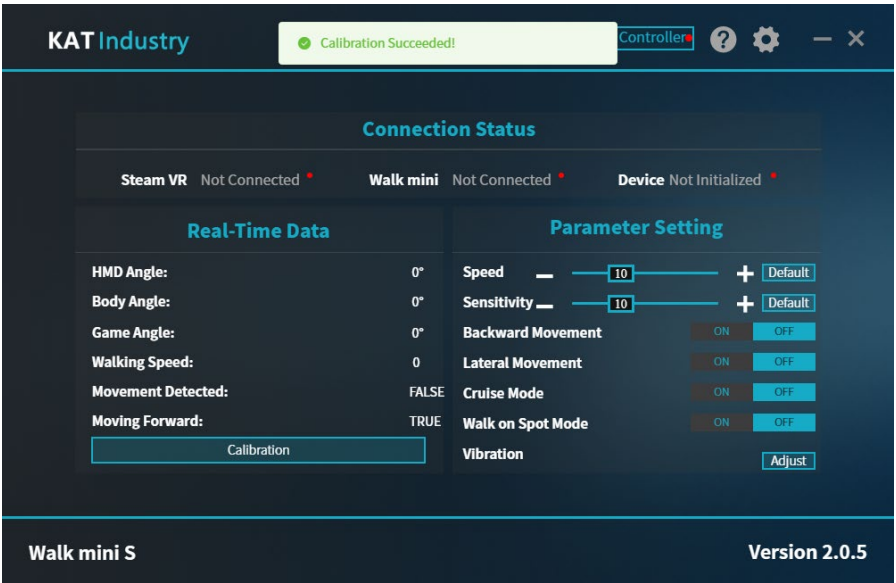 KAT Industry
Calibration Succeeded!
Controller
Connection Status
Steam VR Not Connected
Walk mini Not Connected
Device Not Initialized
Real-Time Data
HMD Angle: 0°
Body Angle: 0°
Game Angle: 0°
Walking Speed: 0
Movement Detected: FALSE
Moving Forward: TRUE
Calibration
Parameter Setting
Speed 10 Default
Sensitivity 10 Default
Backward Movement ON OFF
Lateral Movement ON OFF
Cruise Mode ON OFF
Walk on Spot Mode ON OFF
Vibration Adjust
Walk mini S
Version 2.0.5